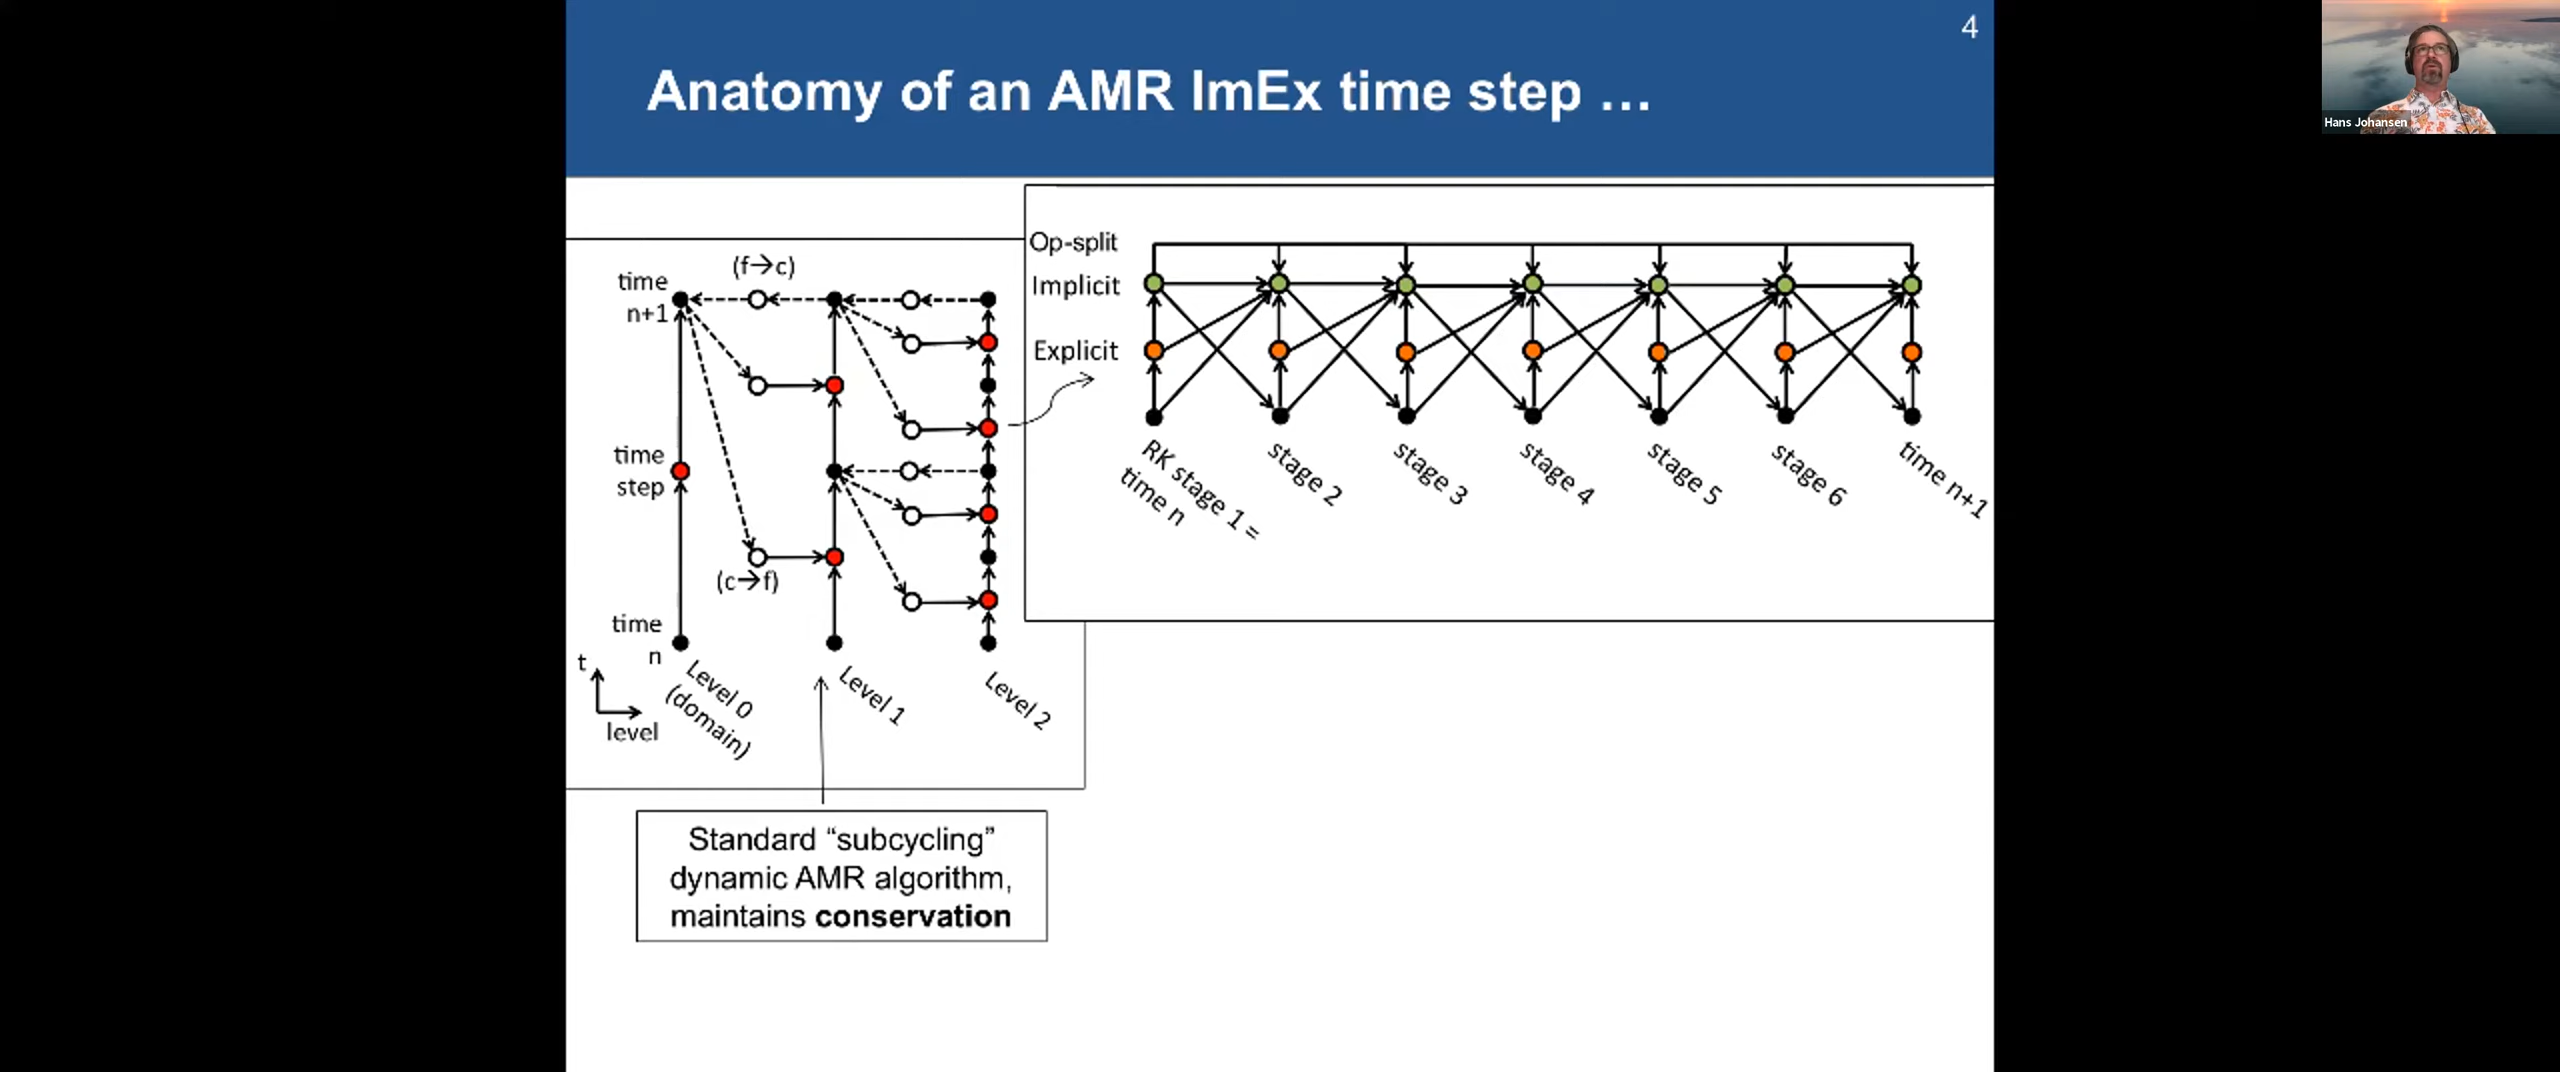 4
Anatomy of an AMR ImEx time step ...
Hans Johansen
Op-split
Implicit
Explicit
RK stage 1 =
time n
stage 2
stage 3
stage 4
stage 5
stage 6
time n+1
(f→c)
time
n+1
time
step
(c→f)
time
n
t
level
Level 0
(domain)
Level 1
Level 2
Standard “subcycling”
dynamic AMR algorithm,
maintains conservation